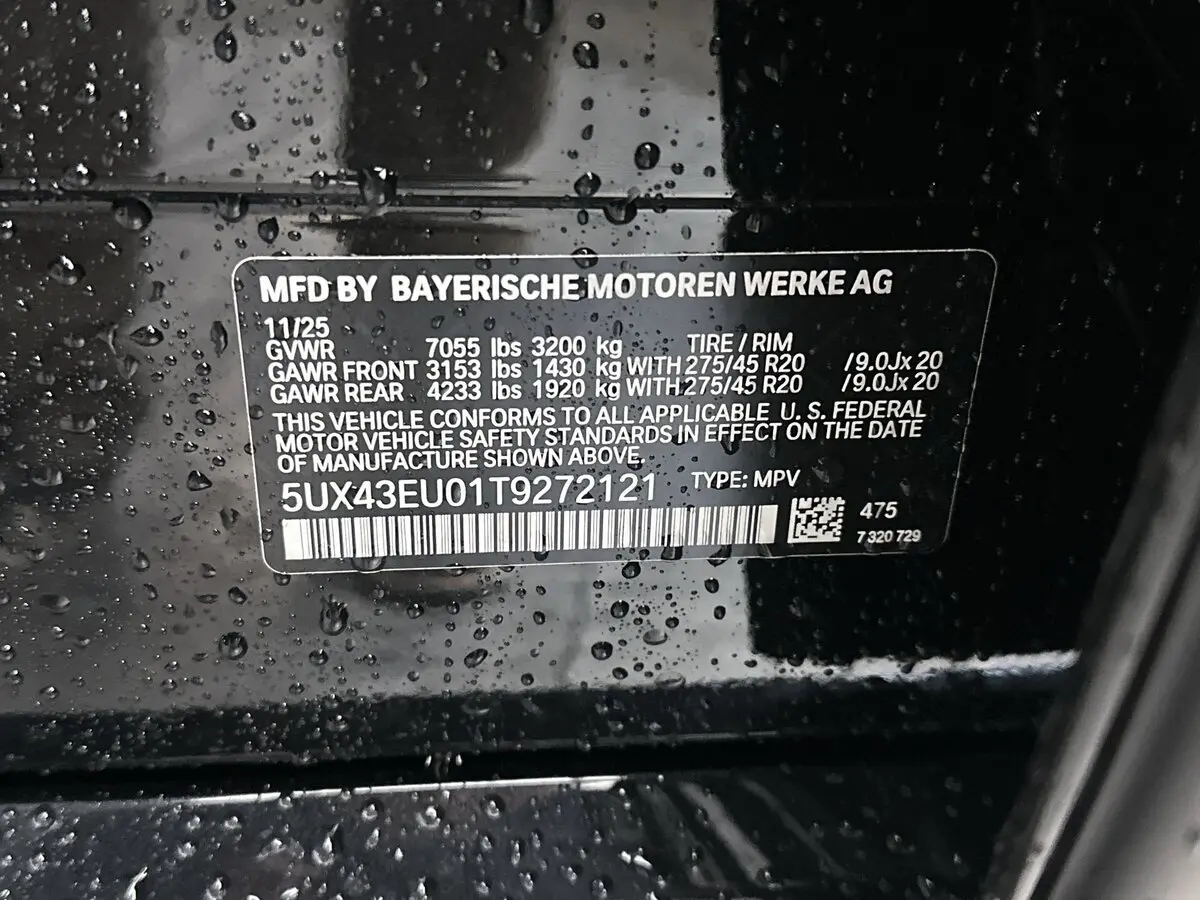 MFD BY BAYERISCHE MOTOREN WERKE AG
11/25
GVWR 7055 lbs 3200 kg TIRE / RIM
GAWR FRONT 3153 lbs 1430 kg WITH 275/45 R20 /9.0Jx 20
GAWR REAR 4233 lbs 1920 kg WITH 275/45 R20 /9.0Jx 20
THIS VEHICLE CONFORMS TO ALL APPLICABLE U. S. FEDERAL
MOTOR VEHICLE SAFETY STANDARDS IN EFFECT ON THE DATE
OF MANUFACTURE SHOWN ABOVE.
5UX43EU01T9272121 TYPE: MPV
475
7 320 729